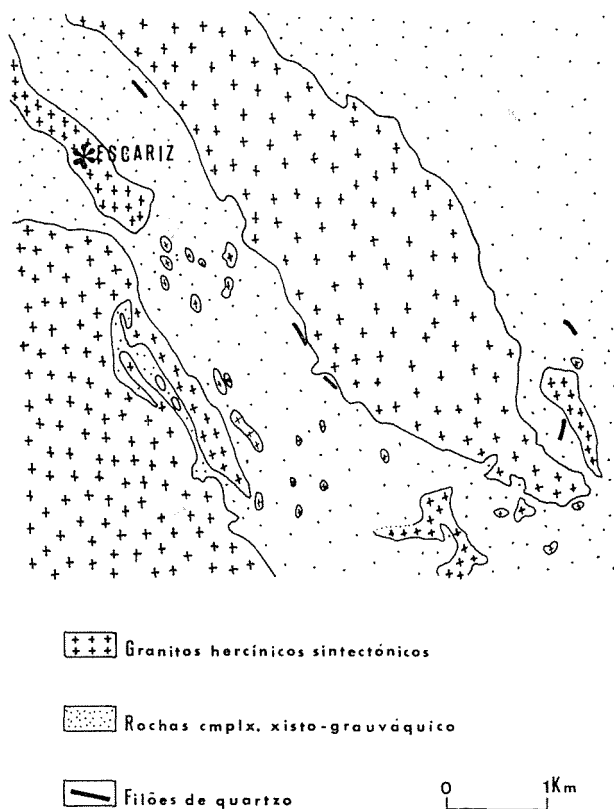 ESCARIZ
Granitos hercínicos sintectónicos
Rochas cmplx. xisto-grauváquico
Filões de quartzo
0 1Km